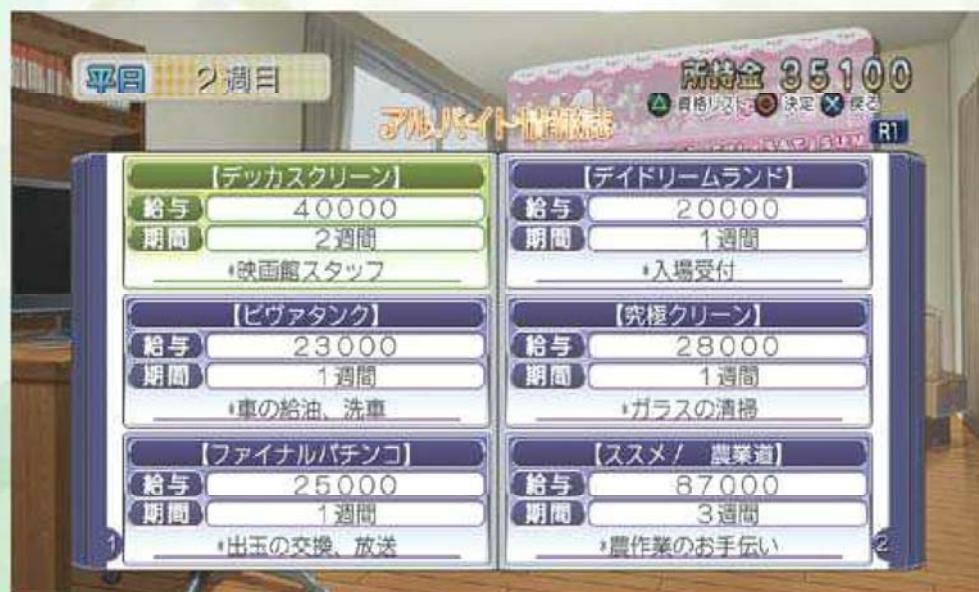 平日 2週目
所持金 35100
資格リスト 決定 戻る
アルバイト情報誌
R1
【デッカスクリーン】
給与 40000
期間 2週間
*映画館スタッフ
【デイドリームランド】
給与 20000
期間 1週間
*入場受付
【ビヴァタンク】
給与 23000
期間 1週間
*車の給油、洗車
【究極クリーン】
給与 28000
期間 1週間
*ガラスの清掃
【ファイナルパチンコ】
給与 25000
期間 1週間
*出玉の交換、放送
【ススメ! 農業道】
給与 87000
期間 3週間
*農作業のお手伝い
1
2